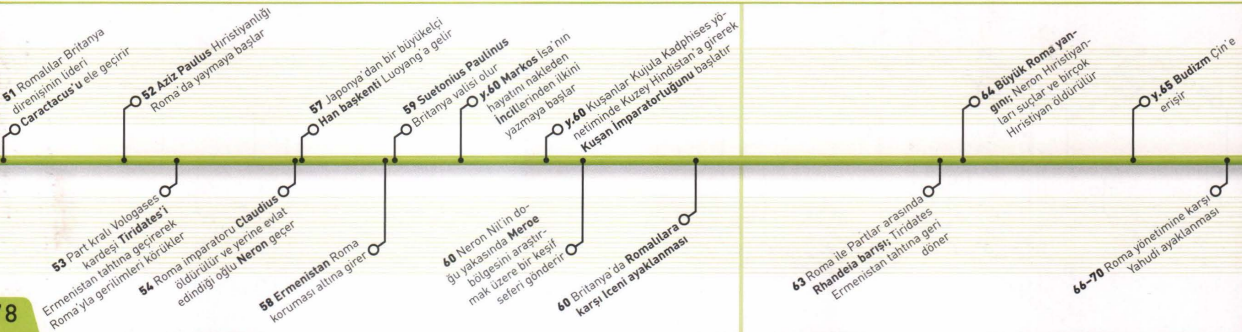 51 Romalılar Britanya
direnişinin lideri
Caractacus'u ele geçirir
52 Aziz Paulus Hıristiyanlığı
Roma'da yaymaya başlar
57 Japonya'dan bir büyükelçi
Han başkenti Luoyang'a gelir
59 Suetonius Paulinus
Britanya valisi olur
y.60 Markos İsa'nın
hayatını nakleden
İncillerinden ilkini
yazmaya başlar
y.60 Kuşanlar Kujula Kadphises yö-
netiminde Kuzey Hindistan'a girerek
Kuşan İmparatorluğunu başlatır
64 Büyük Roma yan-
gını; Neron Hıristiyan-
ları suçlar ve birçok
Hıristiyan öldürülür
y.65 Budizm Çin'e
erişir
53 Part kralı Vologases
kardeşi Tiridates'i
Ermenistan tahtına geçirerek
Roma'yla gerilimleri körükler
54 Roma imparatoru Claudius
öldürülür ve yerine evlat
edindiği oğlu Neron geçer
58 Ermenistan Roma
koruması altına girer
60 Neron Nil'in do-
ğu yakasında Meroe
bölgesini araştır-
mak üzere bir keşif
seferi gönderir
60 Britanya'da Romalılara
karşı Iceni ayaklanması
63 Roma ile Partlar arasında
Rhandeia barışı; Tiridates
Ermenistan tahtına geri
döner
66–70 Roma yönetimine karşı
Yahudi ayaklanması
8